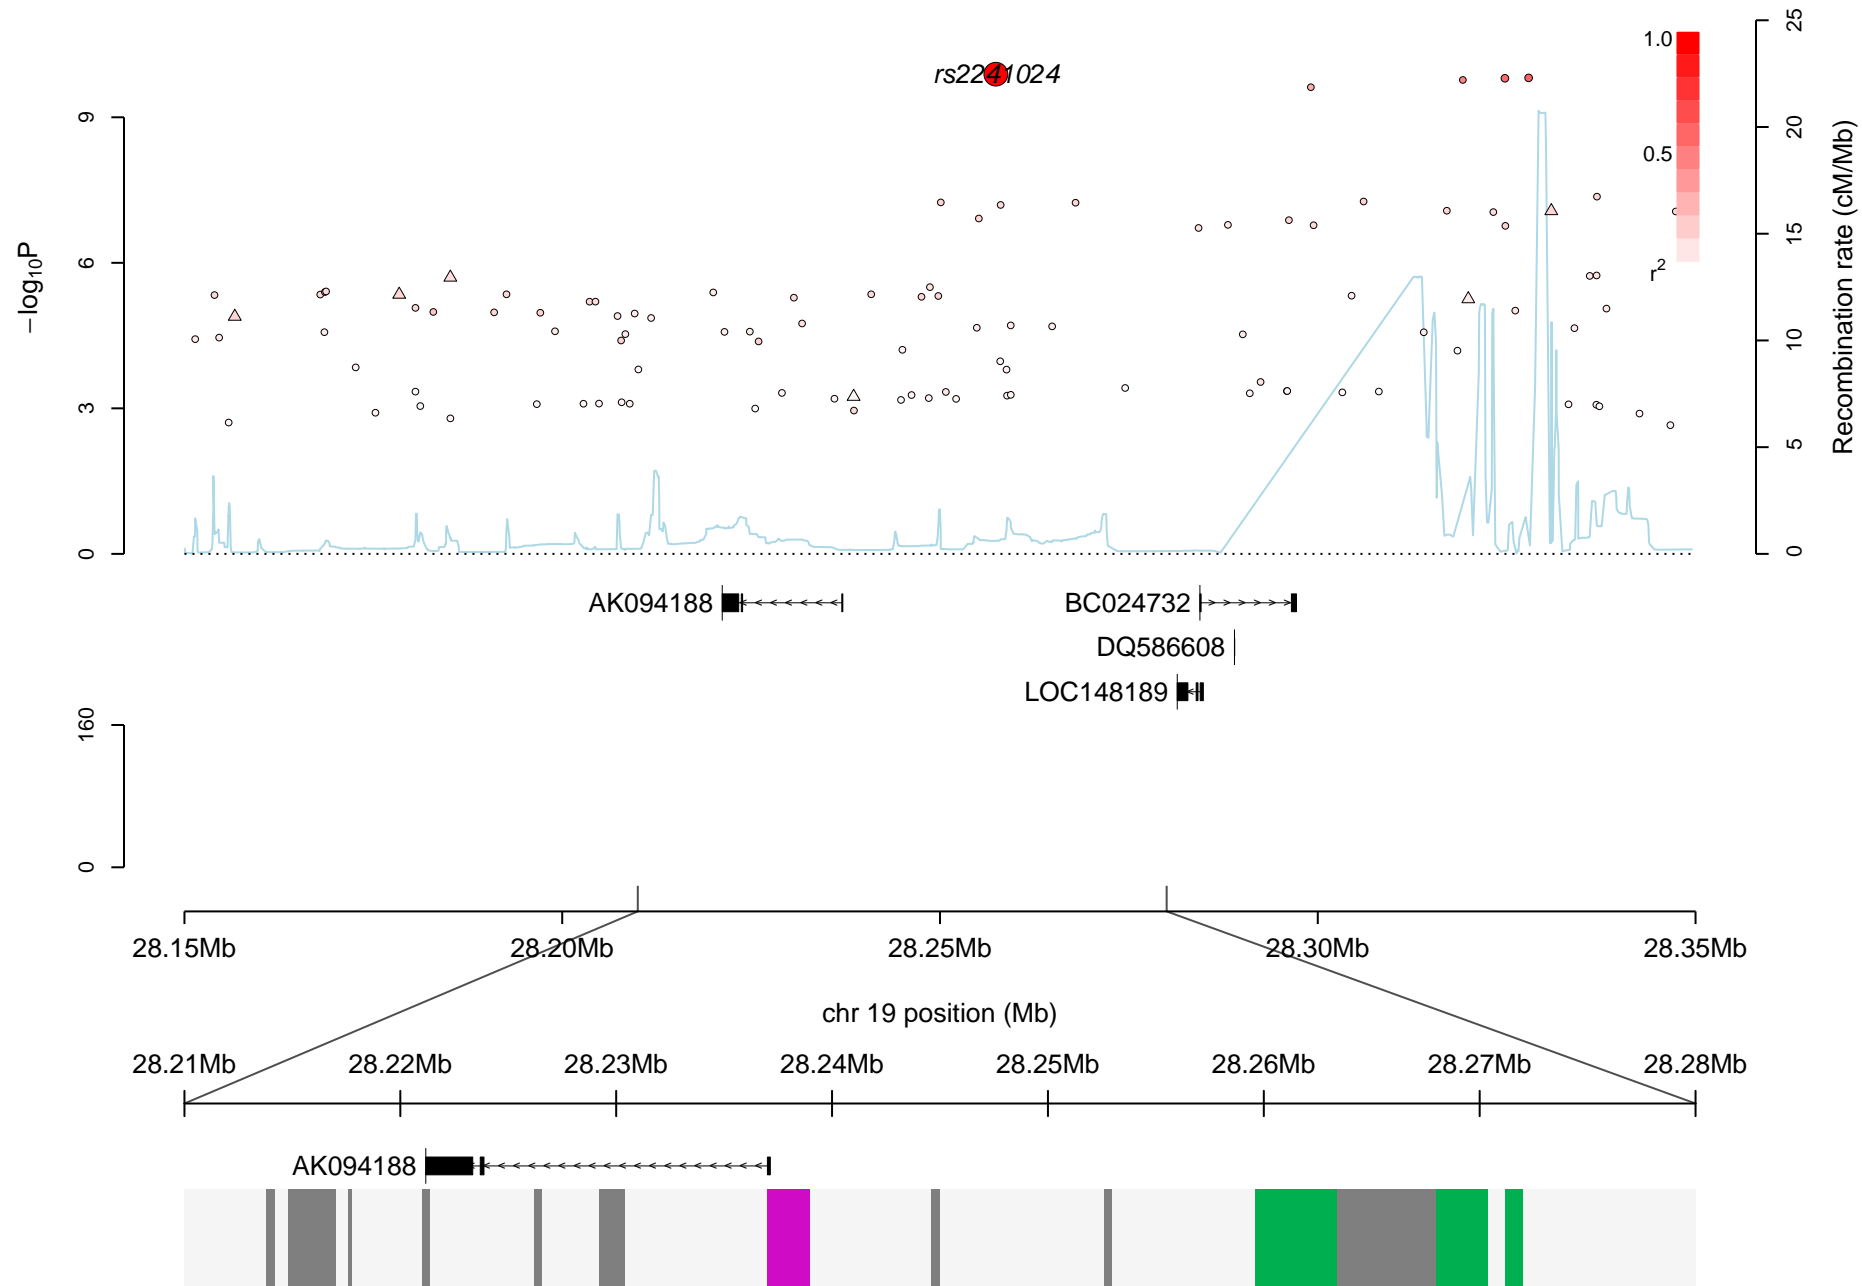 rs2241024
−log10P
0
3
6
9
Recombination rate (cM/Mb)
0
5
10
15
20
25
1.0
0.5
r2
AK094188
BC024732
DQ586608
LOC148189
160
0
28.15Mb 28.20Mb 28.25Mb 28.30Mb 28.35Mb
chr 19 position (Mb)
28.21Mb 28.22Mb 28.23Mb 28.24Mb 28.25Mb 28.26Mb 28.27Mb 28.28Mb
AK094188